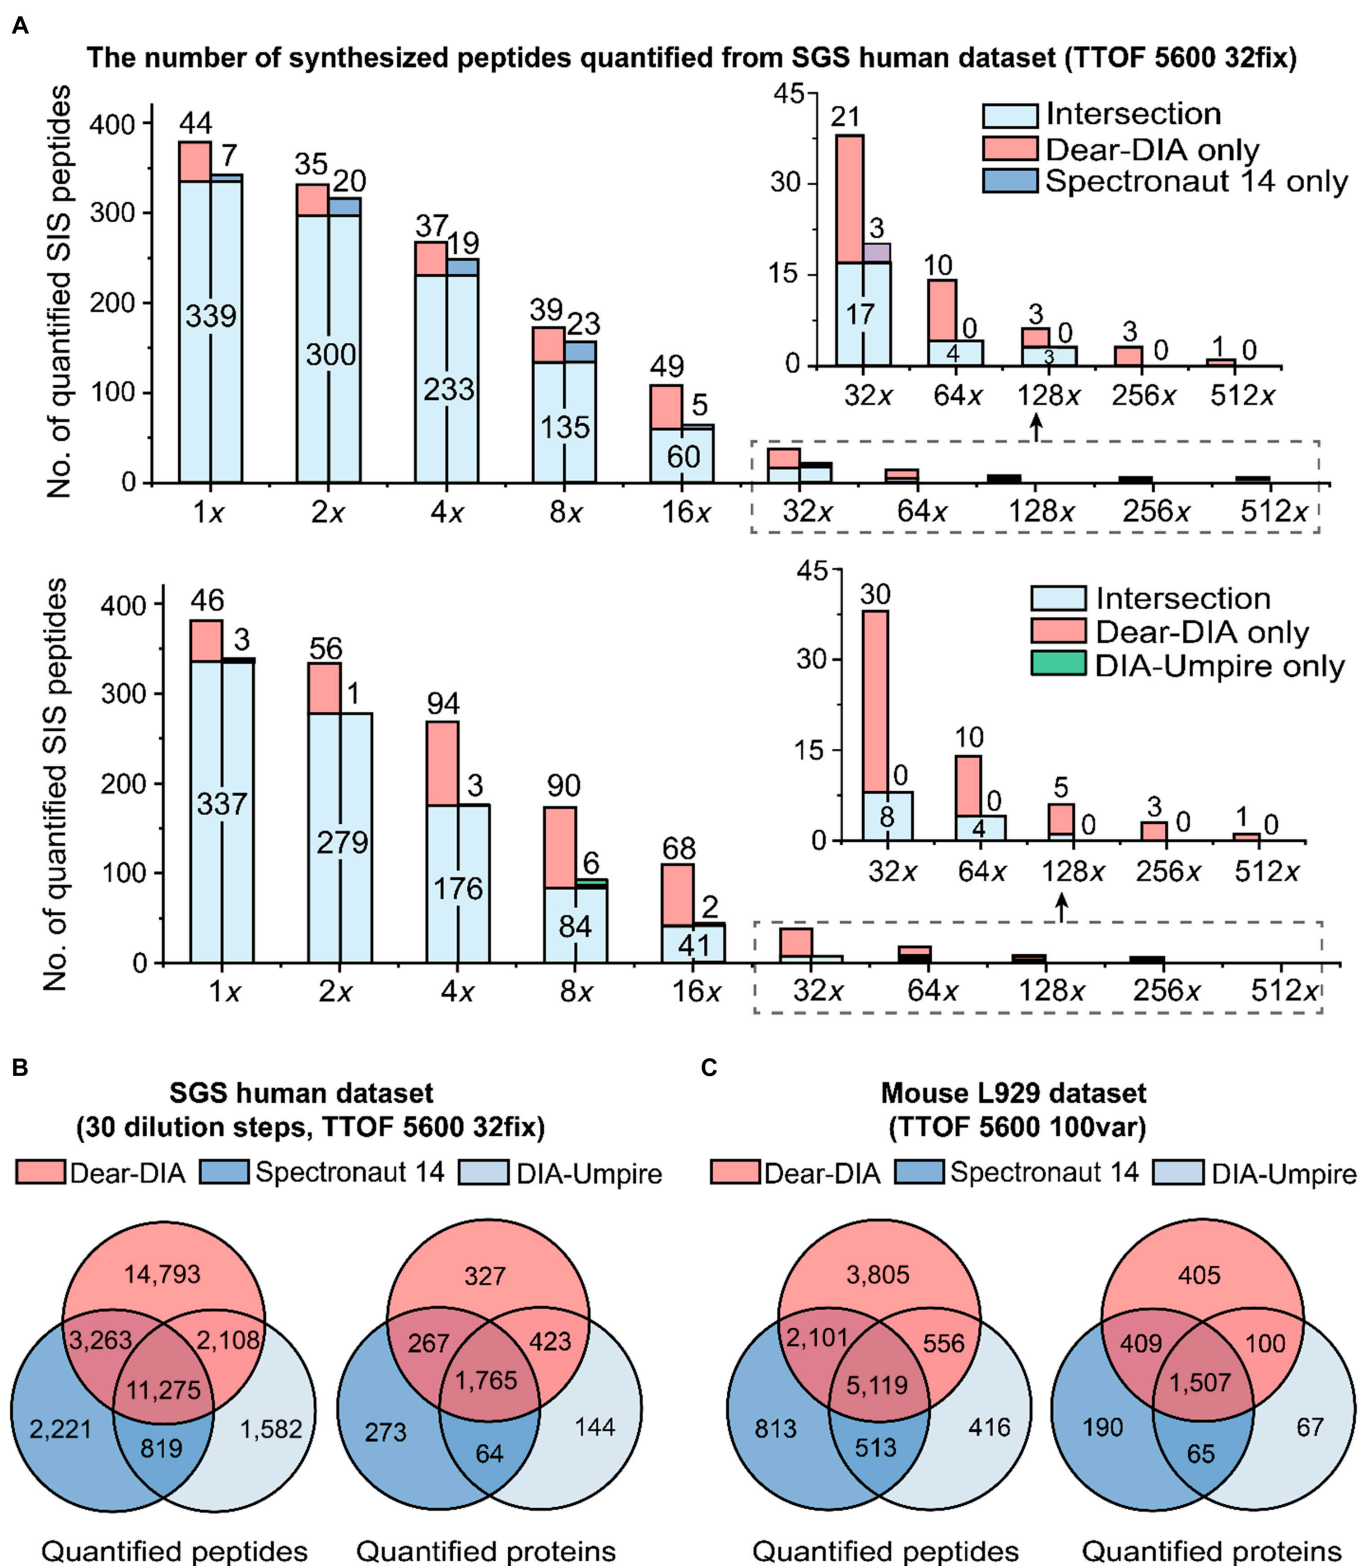 A
The number of synthesized peptides quantified from SGS human dataset (TTOF 5600 32fix)
No. of quantified SIS peptides
400
300
200
100
0
44
7
339
35
20
300
37
19
233
39
23
135
49
5
60
1x
2x
4x
8x
16x
32x
64x
128x
256x
512x
45
30
15
0
21
3
17
10
0
4
3
0
3
3
0
1
0
32x
64x
128x
256x
512x
Intersection
Dear-DIA only
Spectronaut 14 only
No. of quantified SIS peptides
400
300
200
100
0
46
3
337
56
1
279
94
3
176
90
6
84
68
2
41
1x
2x
4x
8x
16x
32x
64x
128x
256x
512x
45
30
15
0
30
0
8
10
0
4
5
0
3
0
1
0
32x
64x
128x
256x
512x
Intersection
Dear-DIA only
DIA-Umpire only
B
SGS human dataset
(30 dilution steps, TTOF 5600 32fix)
Dear-DIA Spectronaut 14 DIA-Umpire
14,793
3,263
2,108
11,275
2,221
819
1,582
Quantified peptides
327
267
423
1,765
273
64
144
Quantified proteins
C
Mouse L929 dataset
(TTOF 5600 100var)
Dear-DIA Spectronaut 14 DIA-Umpire
3,805
2,101
556
5,119
813
513
416
Quantified peptides
405
409
100
1,507
190
65
67
Quantified proteins